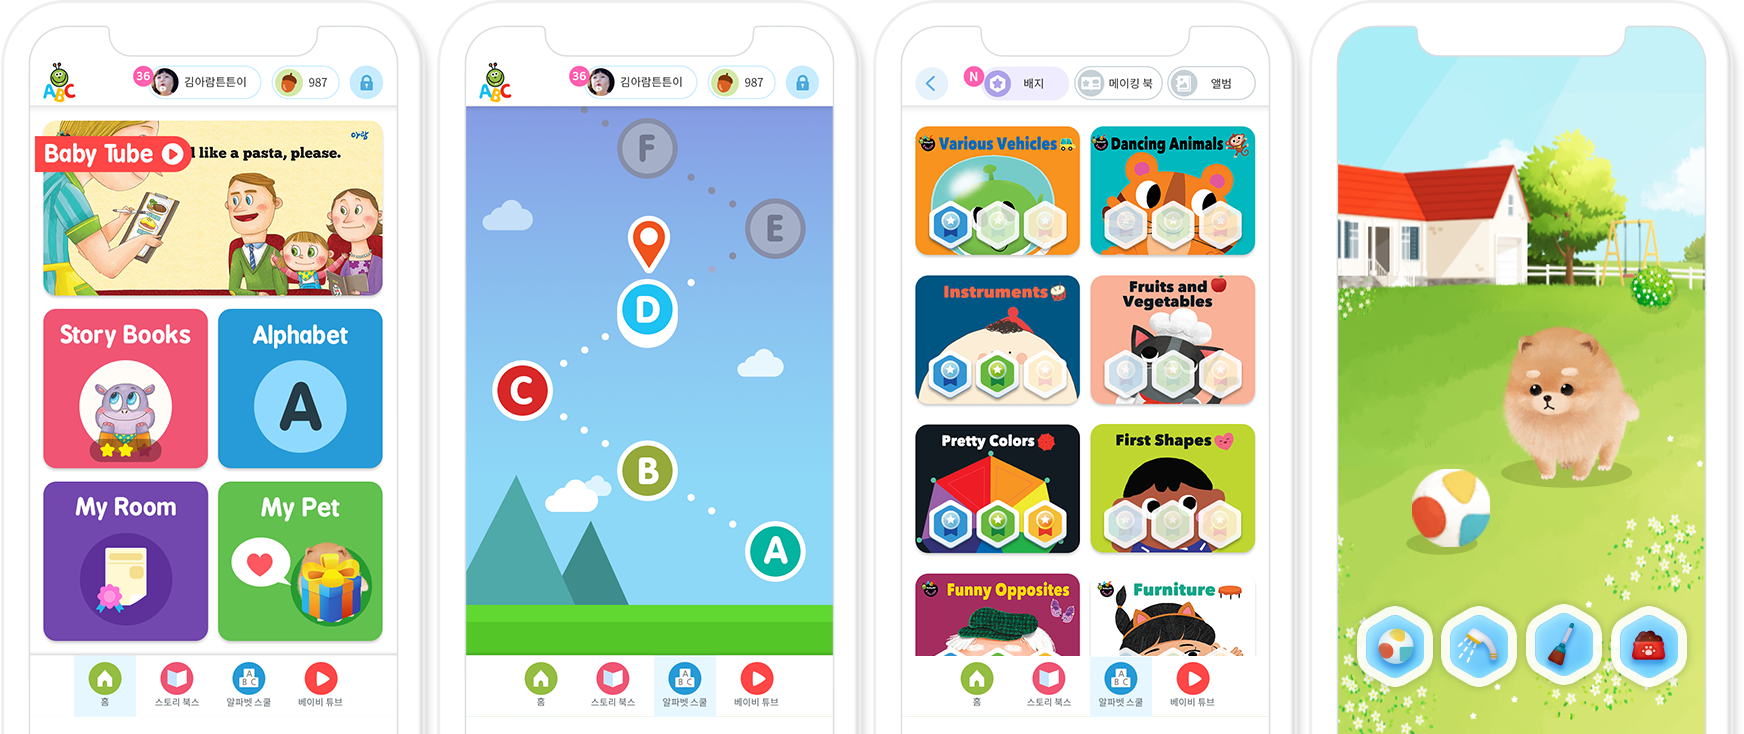 ABC
36
김아람튼튼이
987
아람
Baby Tube
l like a pasta, please.
Story Books
Alphabet
A
My Room
My Pet
홈
스토리 북스
알파벳 스쿨
베이비 튜브
ABC
36
김아람튼튼이
987
F
E
D
C
B
A
홈
스토리 북스
알파벳 스쿨
베이비 튜브
N
배지
메이킹 북
앨범
Various Vehicles
Dancing Animals
Instruments
Fruits and
Vegetables
Pretty Colors
First Shapes
Funny Opposites
Furniture
홈
스토리 북스
알파벳 스쿨
베이비 튜브